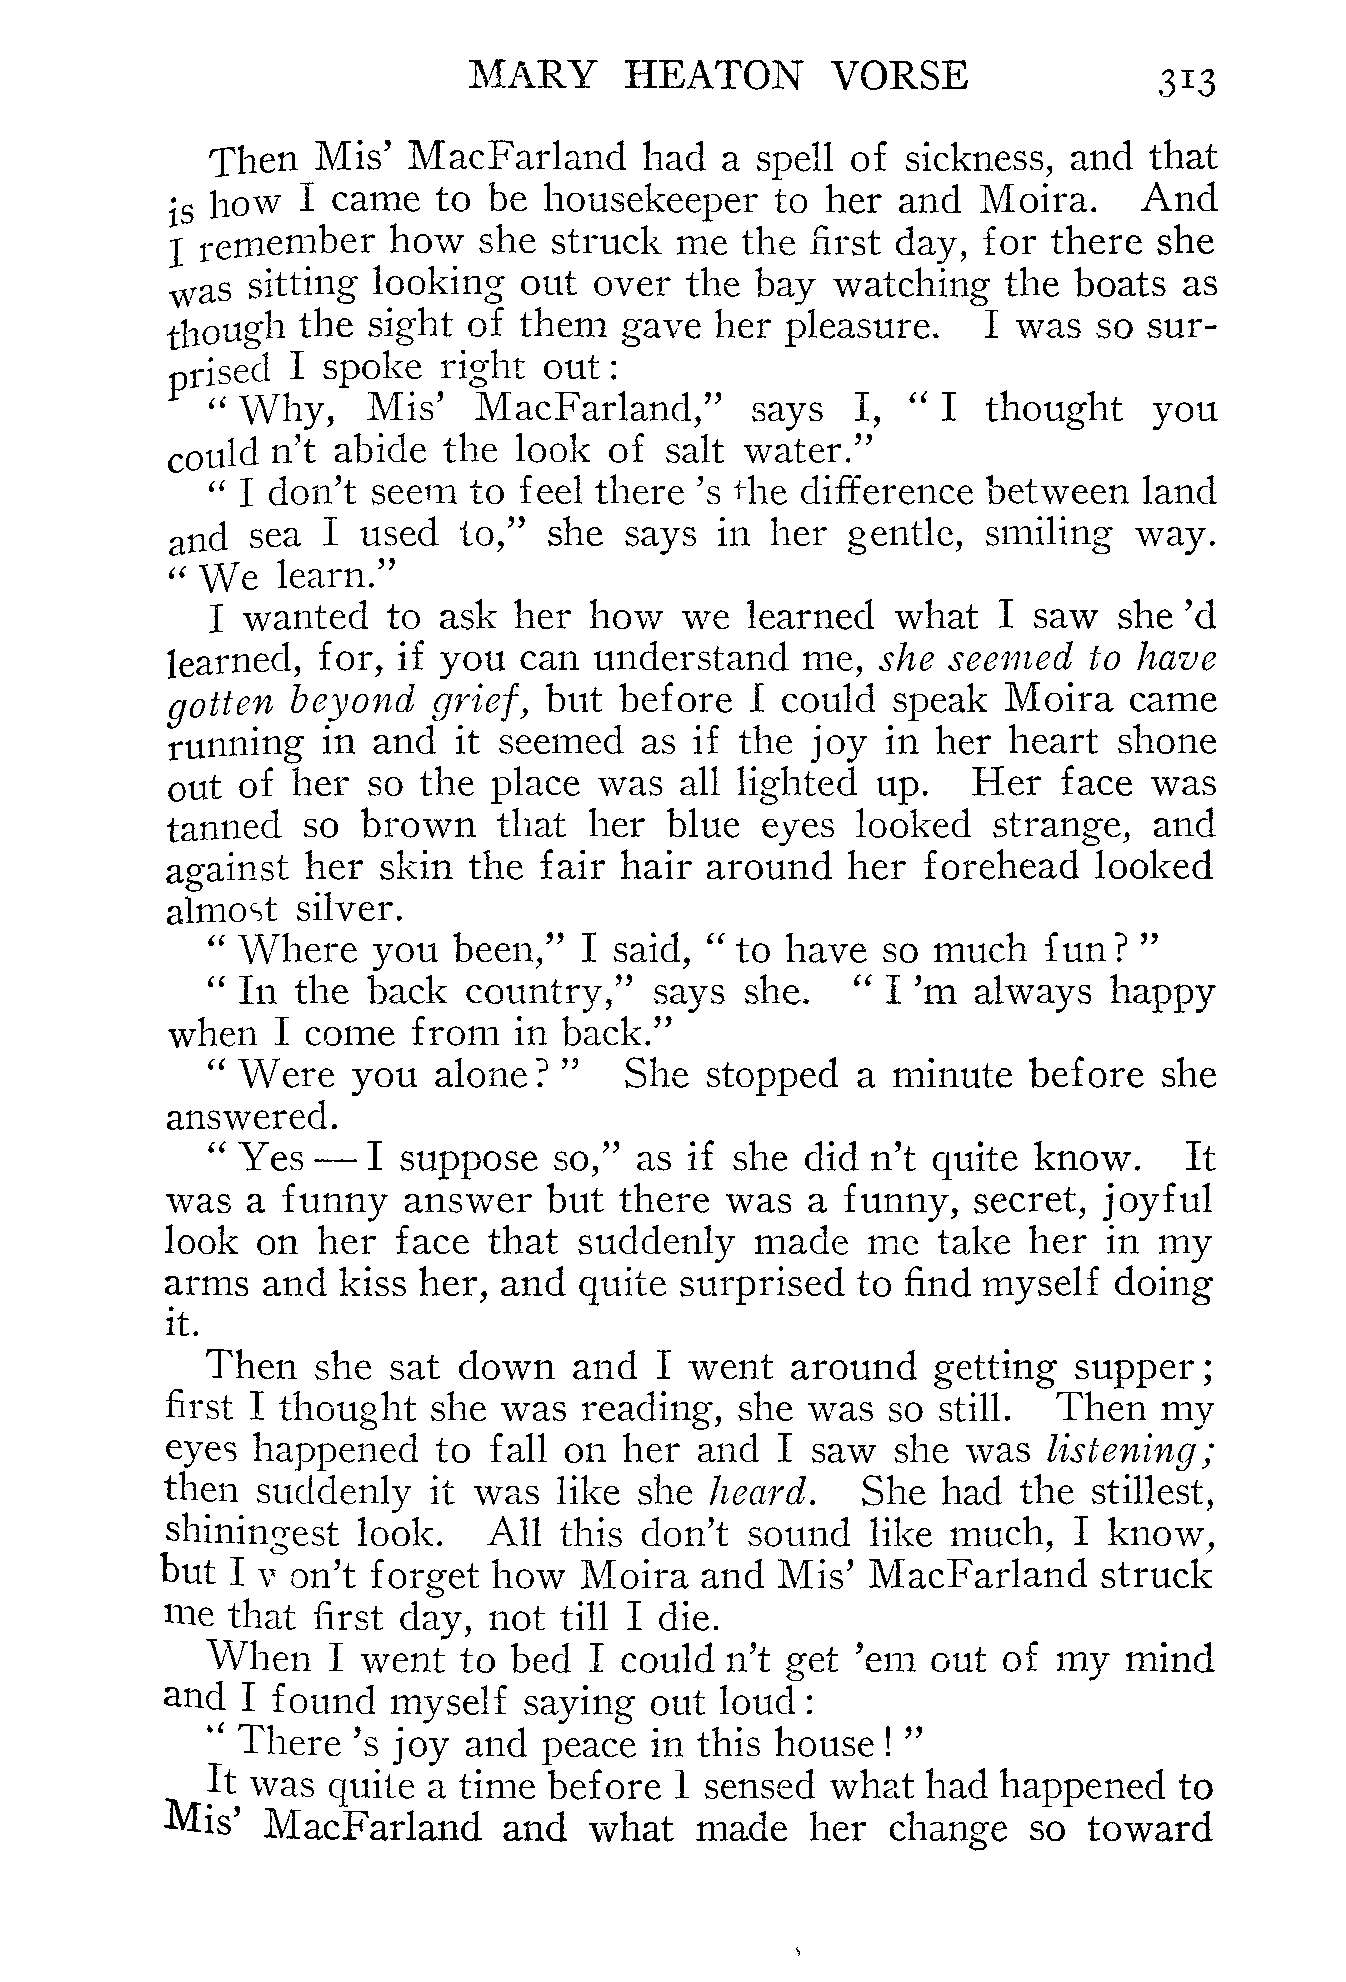 MARY HEATON VORSE 313
Then Mis' MacFarland had a spell of sickness, and that
is how I came to be housekeeper to her and Moira. And
I remember how she struck me the first day, for there she
was sitting looking out over the bay watching the boats as
though the sight of them gave her pleasure. I was so sur-
prised I spoke right out:
"Why, Mis' MacFarland," says I, "I thought you
could n't abide the look of salt water."
"I don't seem to feel there 's the difference between land
and sea I used to," she says in her gentle, smiling way.
"We learn."
I wanted to ask her how we learned what I saw she 'd
learned, for, if you can understand me, she seemed to have
gotten beyond grief, but before I could speak Moira came
running in and it seemed as if the joy in her heart shone
out of her so the place was all lighted up. Her face was
tanned so brown that her blue eyes looked strange, and
against her skin the fair hair around her forehead looked
almost silver.
"Where you been," I said, "to have so much fun?"
"In the back country," says she. "I 'm always happy
when I come from in back."
"Were you alone?" She stopped a minute before she
answered.
"Yes — I suppose so," as if she did n't quite know. It
was a funny answer but there was a funny, secret, joyful
look on her face that suddenly made me take her in my
arms and kiss her, and quite surprised to find myself doing
it.
Then she sat down and I went around getting supper;
first I thought she was reading, she was so still. Then my
eyes happened to fall on her and I saw she was listening;
then suddenly it was like she heard. She had the stillest,
shiningest look. All this don't sound like much, I know,
but I won't forget how Moira and Mis' MacFarland struck
me that first day, not till I die.
When I went to bed I could n't get 'em out of my mind
and I found myself saying out loud:
"There 's joy and peace in this house!"
It was quite a time before I sensed what had happened to
Mis' MacFarland and what made her change so toward